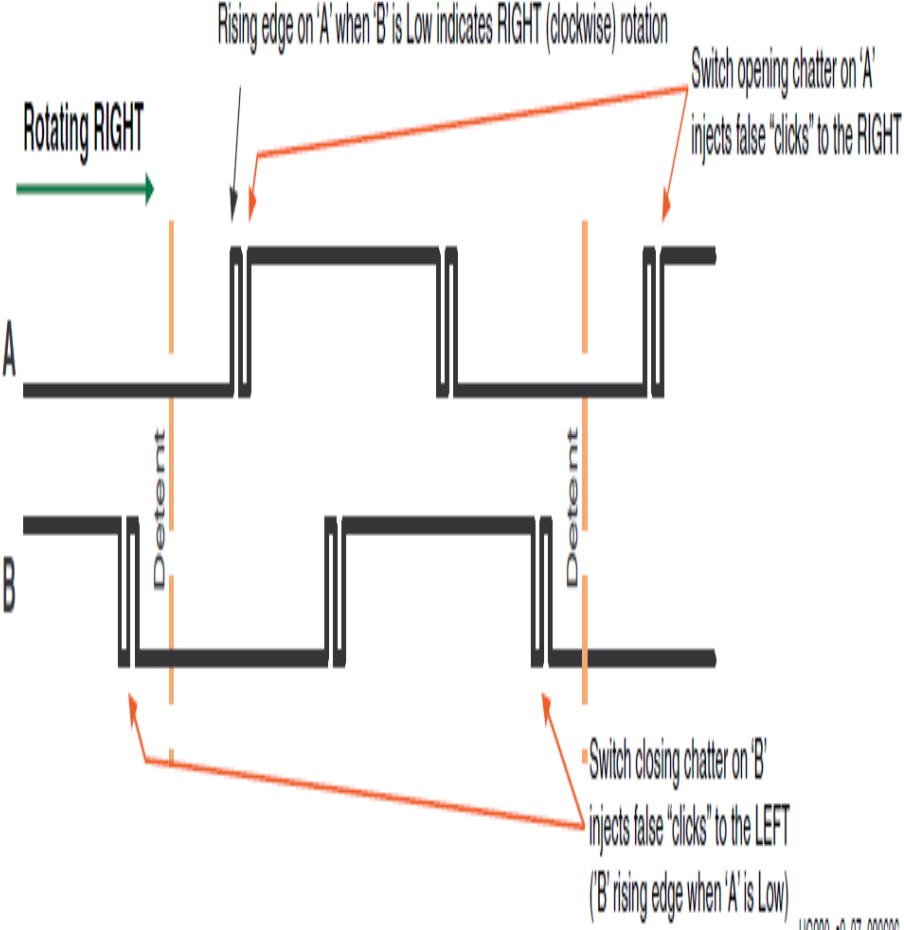 Rising edge on ‘A’ when ‘B’ is Low indicates RIGHT (clockwise) rotation
Switch opening chatter on ‘A’
injects false “clicks” to the RIGHT
Rotating RIGHT
A
Detent
Detent
B
Switch closing chatter on ‘B’
injects false “clicks” to the LEFT
(’B’ rising edge when ‘A’ is Low)